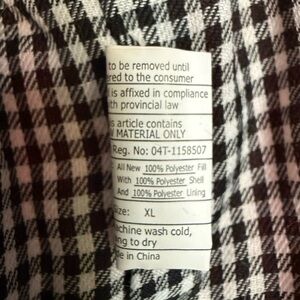 to be removed until
ered to the consumer
is affixed in compliance
th provincial law
s article contains
MATERIAL ONLY
Reg. No: 04T-1158507
All New 100% Polyester Fill
With 100% Polyester Shell
And 100% Polyester Lining
ize: XL
achine wash cold,
ng to dry
de in China